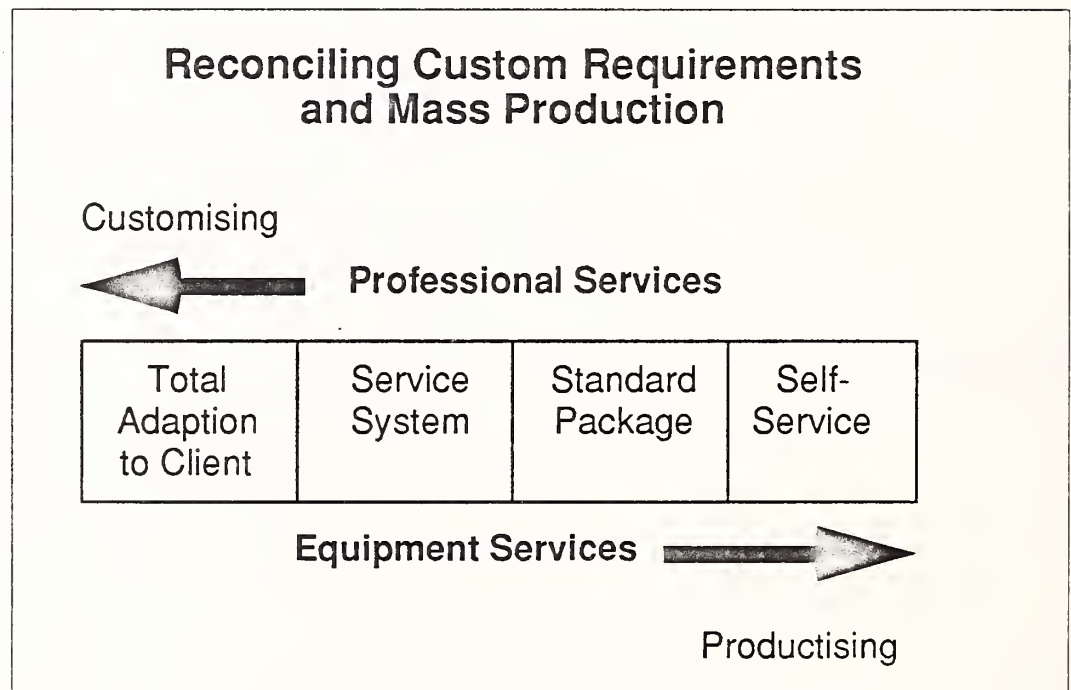 Reconciling Custom Requirements
and Mass Production
Customising
Professional Services
Total
Adaption
to Client
Service
System
Standard
Package
Self-
Service
Equipment Services
Productising